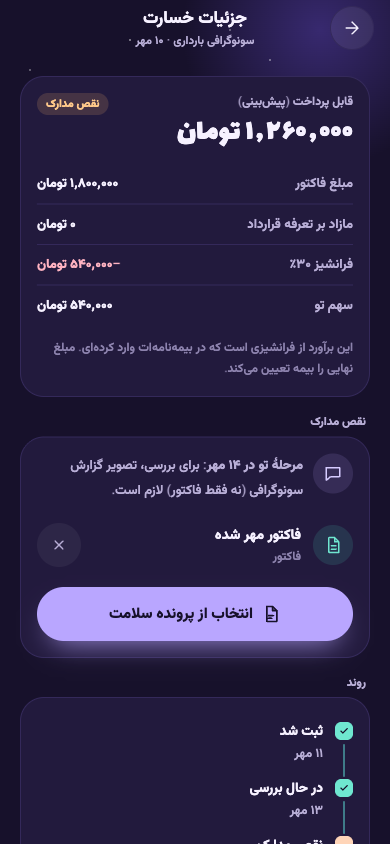 جزئیات خسارت
سونوگرافی بارداری · ۱۰ مهر ·
قابل پرداخت (پیش‌بینی)
نقص مدارک
۱,۲۶۰,۰۰۰ تومان
مبلغ فاکتور
۱,۸۰۰,۰۰۰ تومان
مازاد بر تعرفه قرارداد
۰ تومان
فرانشیز ۳۰٪
−۵۴۰,۰۰۰ تومان
سهم تو
۵۴۰,۰۰۰ تومان
این برآورد از فرانشیزی است که در بیمه‌نامه‌ات وارد کرده‌ای. مبلغ
نهایی را بیمه تعیین می‌کند.
نقص مدارک
مرحلهٔ تو در ۱۴ مهر: برای بررسی، تصویر گزارش
سونوگرافی (نه فقط فاکتور) لازم است.
فاکتور مهر شده
فاکتور
انتخاب از پرونده سلامت
روند
ثبت شد
۱۱ مهر
در حال بررسی
۱۳ مهر
نقص مدارک